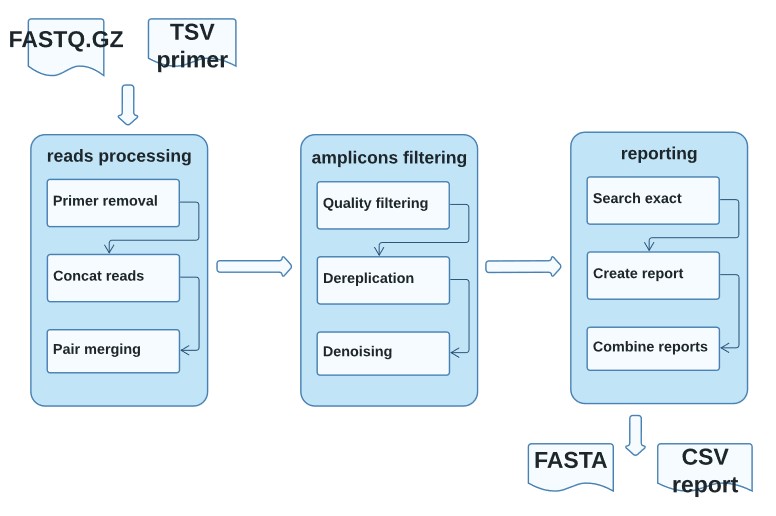 FASTQ.GZ
TSV
primer
reads processing
Primer removal
Concat reads
Pair merging
amplicons filtering
Quality filtering
Dereplication
Denoising
reporting
Search exact
Create report
Combine reports
FASTA
CSV
report